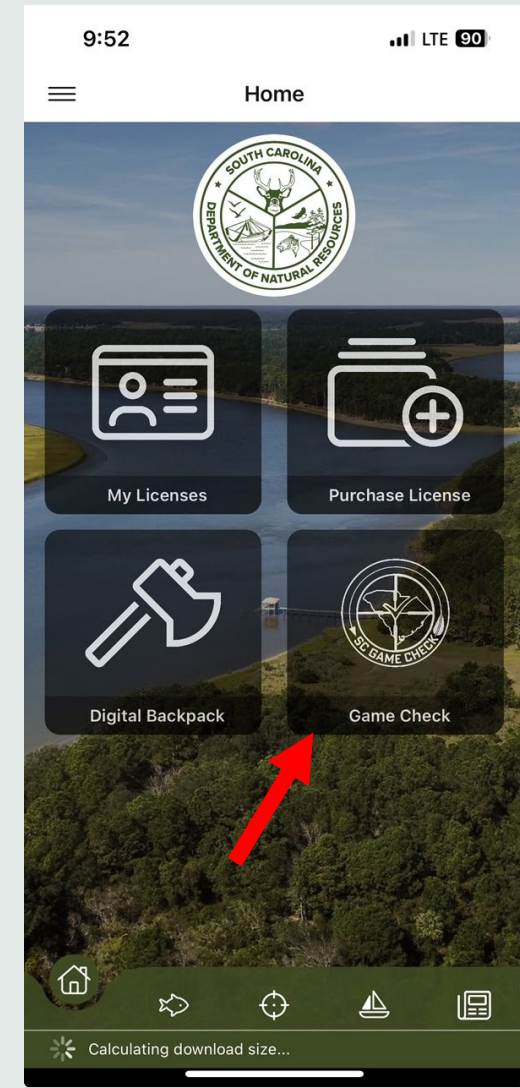 9:52
LTE 90
Home
SOUTH CAROLINA
DEPARTMENT OF NATURAL RESOURCES
My Licenses
Purchase License
SC GAME CHECK
Digital Backpack
Game Check
Calculating download size...